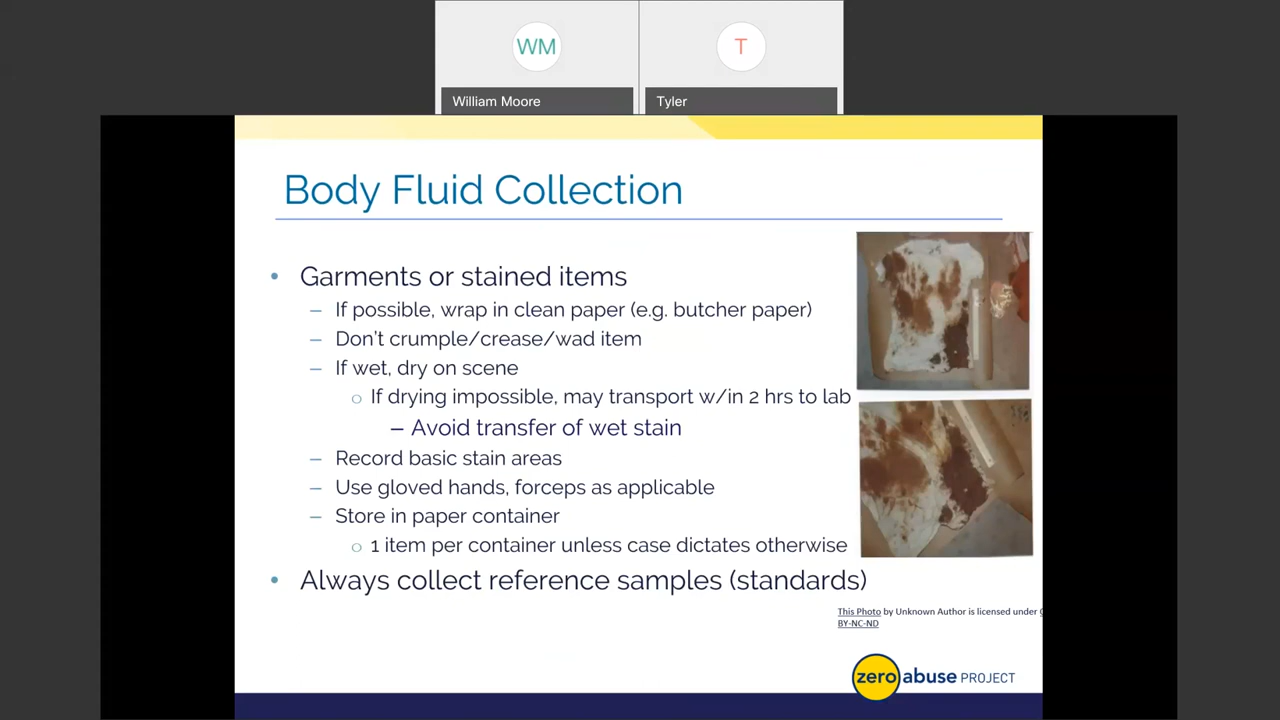 WM
T
William Moore
Tyler
Body Fluid Collection
• Garments or stained items
– If possible, wrap in clean paper (e.g. butcher paper)
– Don't crumple/crease/wad item
– If wet, dry on scene
o If drying impossible, may transport w/in 2 hrs to lab
– Avoid transfer of wet stain
– Record basic stain areas
– Use gloved hands, forceps as applicable
– Store in paper container
o 1 item per container unless case dictates otherwise
• Always collect reference samples (standards)
This Photo by Unknown Author is licensed under
BY-NC-ND
zero abuse PROJECT